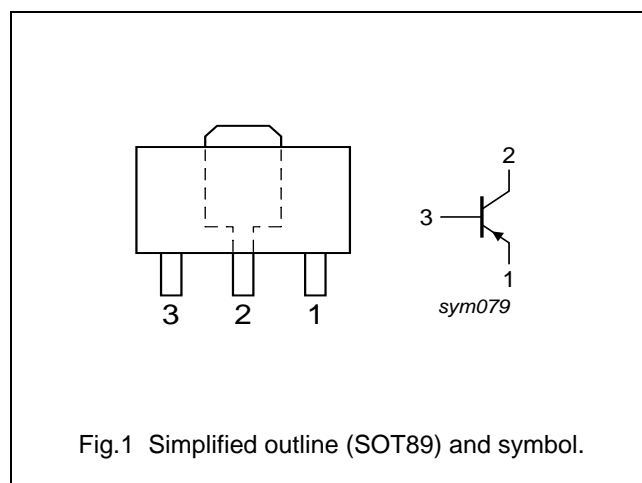 2
3
1
sym079
3 2 1
Fig.1 Simplified outline (SOT89) and symbol.